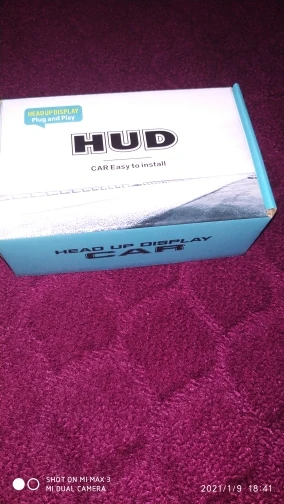 HEAD UP DISPLAY
Plug and Play
HUD
CAR Easy to install
HEAD UP DISPLAY
CAR
SHOT ON MI MAX 3
MI DUAL CAMERA
2021/1/9 18:41